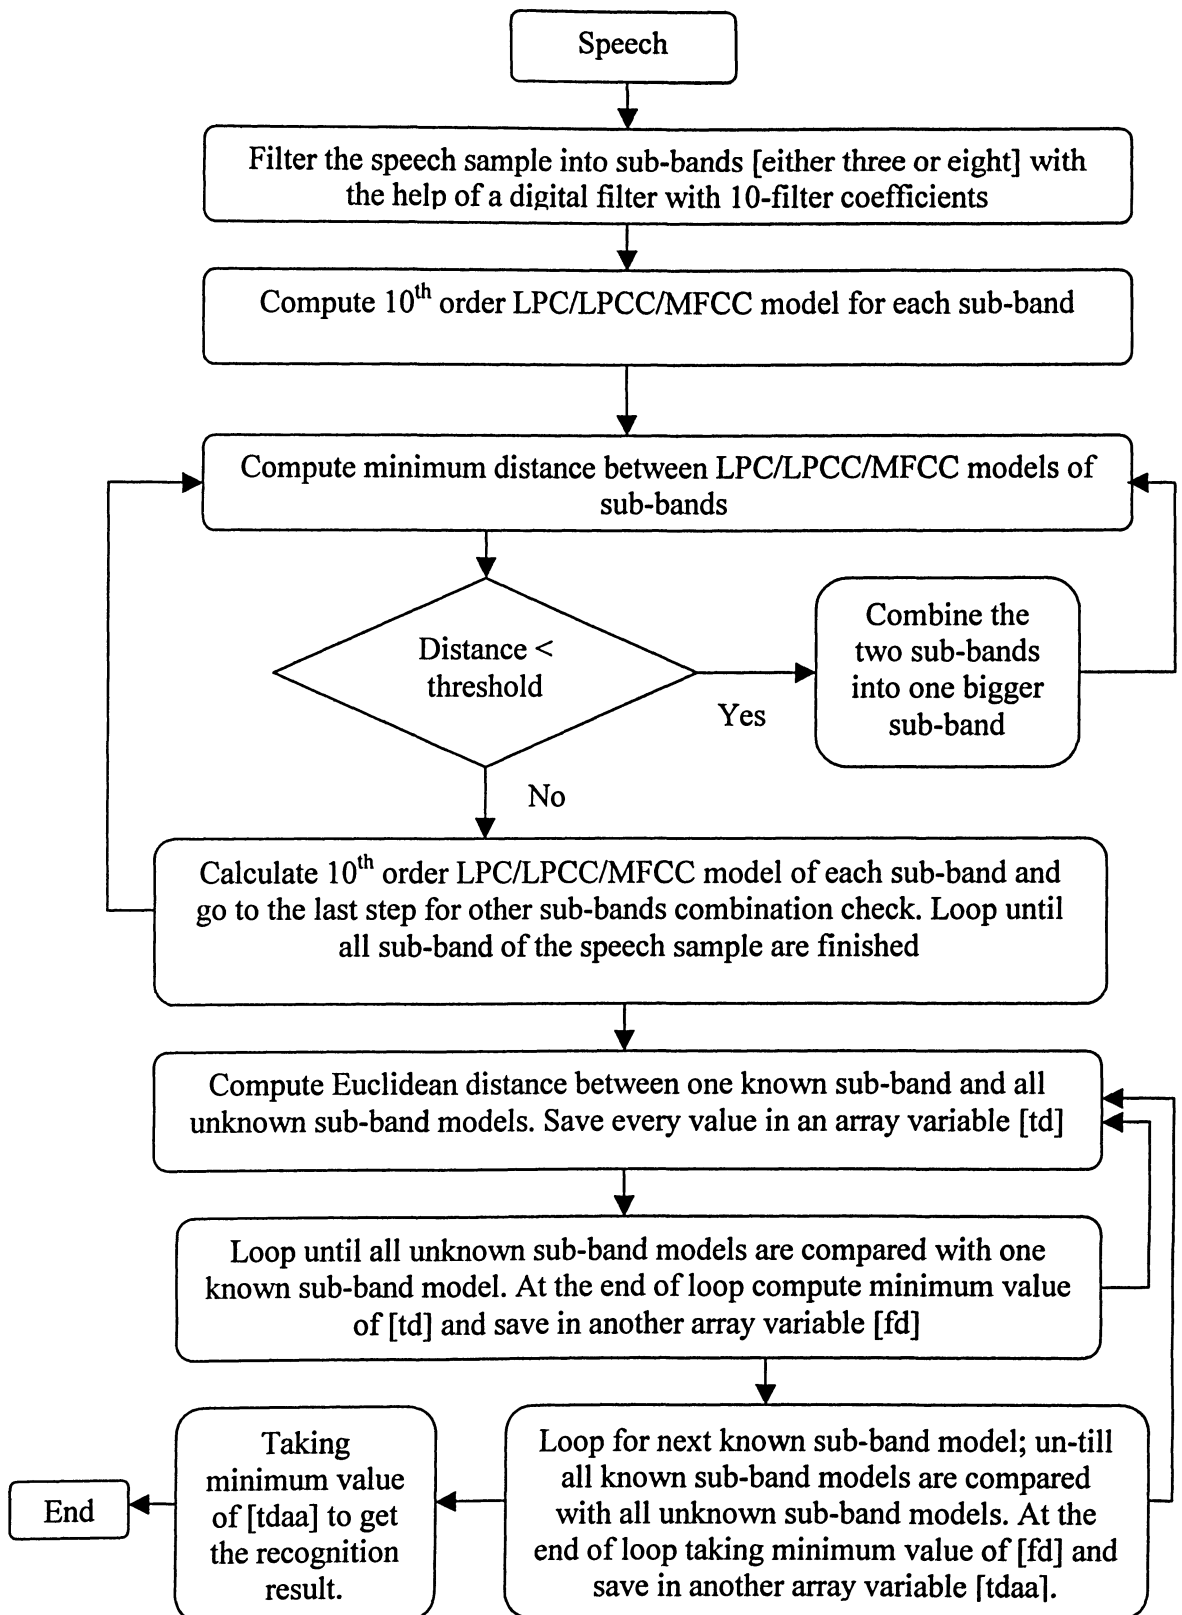 Speech
Filter the speech sample into sub-bands [either three or eight] with
the help of a digital filter with 10-filter coefficients
Compute 10th order LPC/LPCC/MFCC model for each sub-band
Compute minimum distance between LPC/LPCC/MFCC models of
sub-bands
Distance <
threshold
Yes
Combine the
two sub-bands
into one bigger
sub-band
No
Calculate 10th order LPC/LPCC/MFCC model of each sub-band and
go to the last step for other sub-bands combination check. Loop until
all sub-band of the speech sample are finished
Compute Euclidean distance between one known sub-band and all
unknown sub-band models. Save every value in an array variable [td]
Loop until all unknown sub-band models are compared with one
known sub-band model. At the end of loop compute minimum value
of [td] and save in another array variable [fd]
Loop for next known sub-band model; un-till
all known sub-band models are compared
with all unknown sub-band models. At the
end of loop taking minimum value of [fd] and
save in another array variable [tdaa].
Taking
minimum value
of [tdaa] to get
the recognition
result.
End